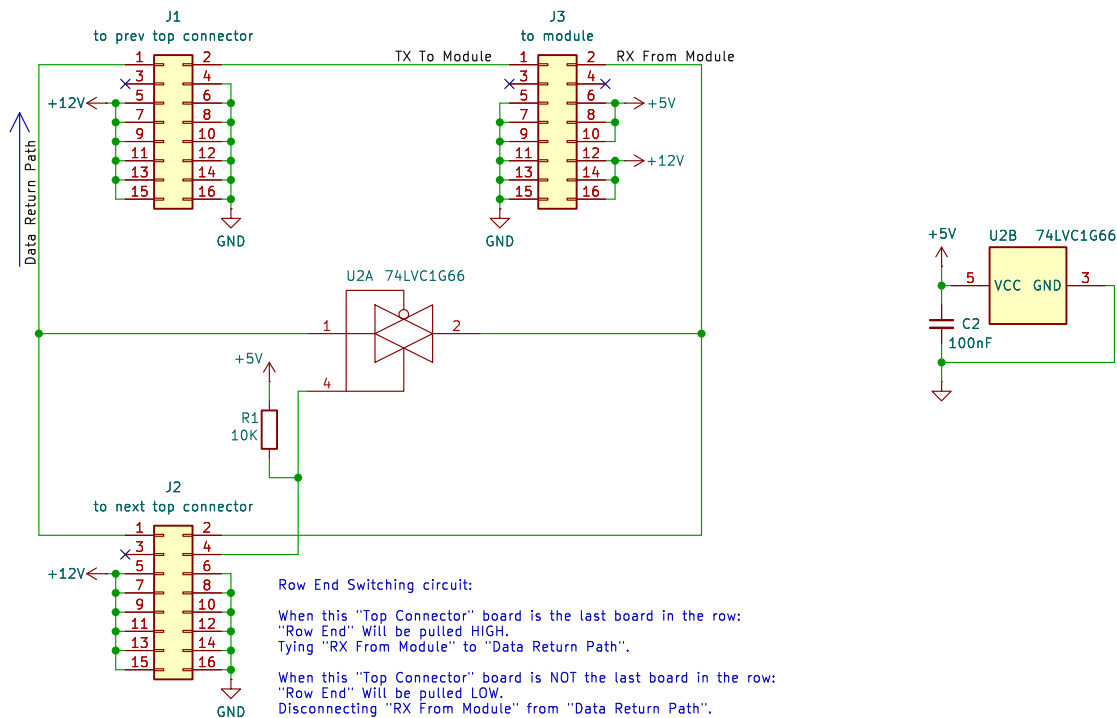 J1
to prev top connector
1 2
3 4
+12V 5 6
7 8
9 10
11 12
13 14
15 16
GND
Data Return Path
TX To Module
J3
to module
RX From Module
1 2
3 4
5 6 +5V
7 8
9 10
11 12 +12V
13 14
15 16
GND
U2A 74LVC1G66
1 2
4
+5V
R1
10K
+5V
U2B 74LVC1G66
5 VCC GND 3
C2
100nF
J2
to next top connector
1 2
3 4
+12V 5 6
7 8
9 10
11 12
13 14
15 16
GND
Row End Switching circuit:
When this "Top Connector" board is the last board in the row:
"Row End" Will be pulled HIGH.
Tying "RX From Module" to "Data Return Path".
When this "Top Connector" board is NOT the last board in the row:
"Row End" Will be pulled LOW.
Disconnecting "RX From Module" from "Data Return Path".